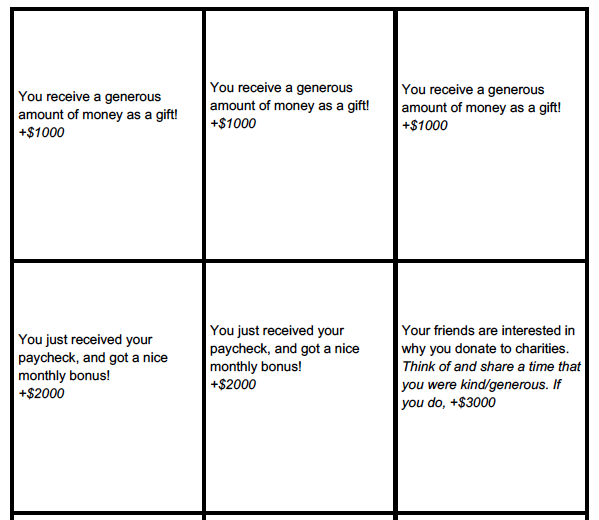 You receive a generous
amount of money as a gift!
+$1000
You receive a generous
amount of money as a gift!
+$1000
You receive a generous
amount of money as a gift!
+$1000
You just received your
paycheck, and got a nice
monthly bonus!
+$2000
You just received your
paycheck, and got a nice
monthly bonus!
+$2000
Your friends are interested in
why you donate to charities.
Think of and share a time that
you were kind/generous. If
you do, +$3000